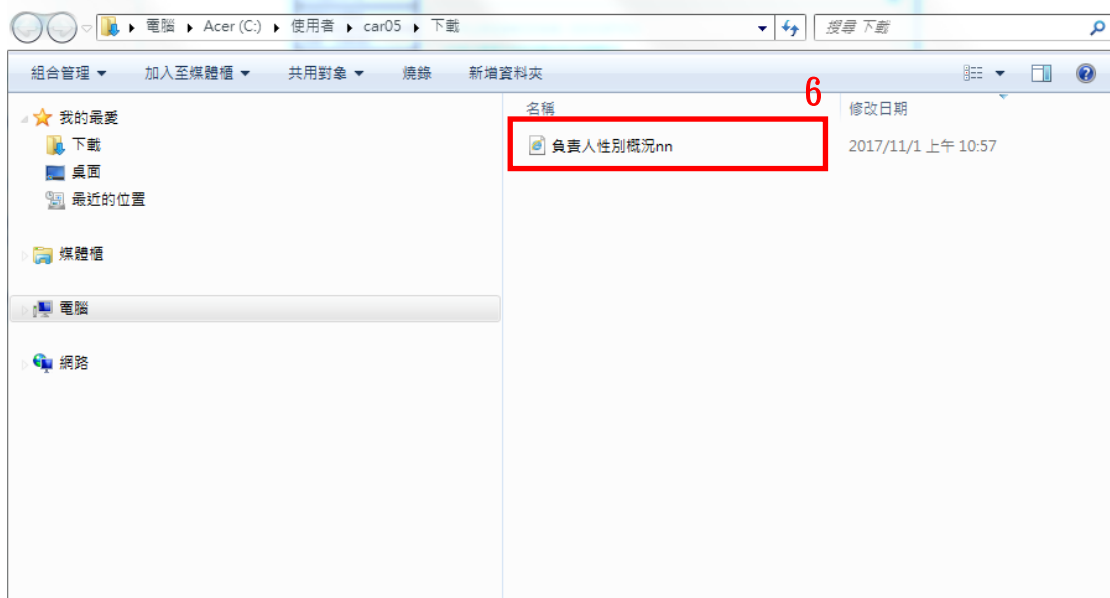 電腦 Acer (C:) 使用者 car05 下載
搜尋 下載
組合管理 加入至媒體櫃 共用對象 燒錄 新增資料夾
6
名稱 修改日期
負責人性別概況nn 2017/11/1 上午 10:57
我的最愛
下載
桌面
最近的位置
媒體櫃
電腦
網路